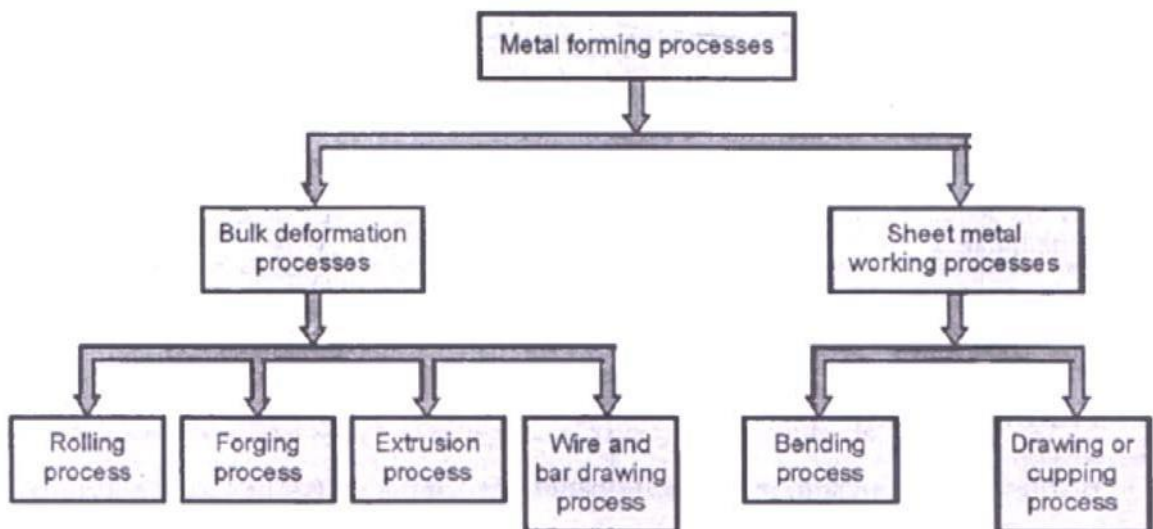 Metal forming processes
Bulk deformation
processes
Sheet metal
working processes
Rolling
process
Forging
process
Extrusion
process
Wire and
bar drawing
process
Bending
process
Drawing or
cupping
process